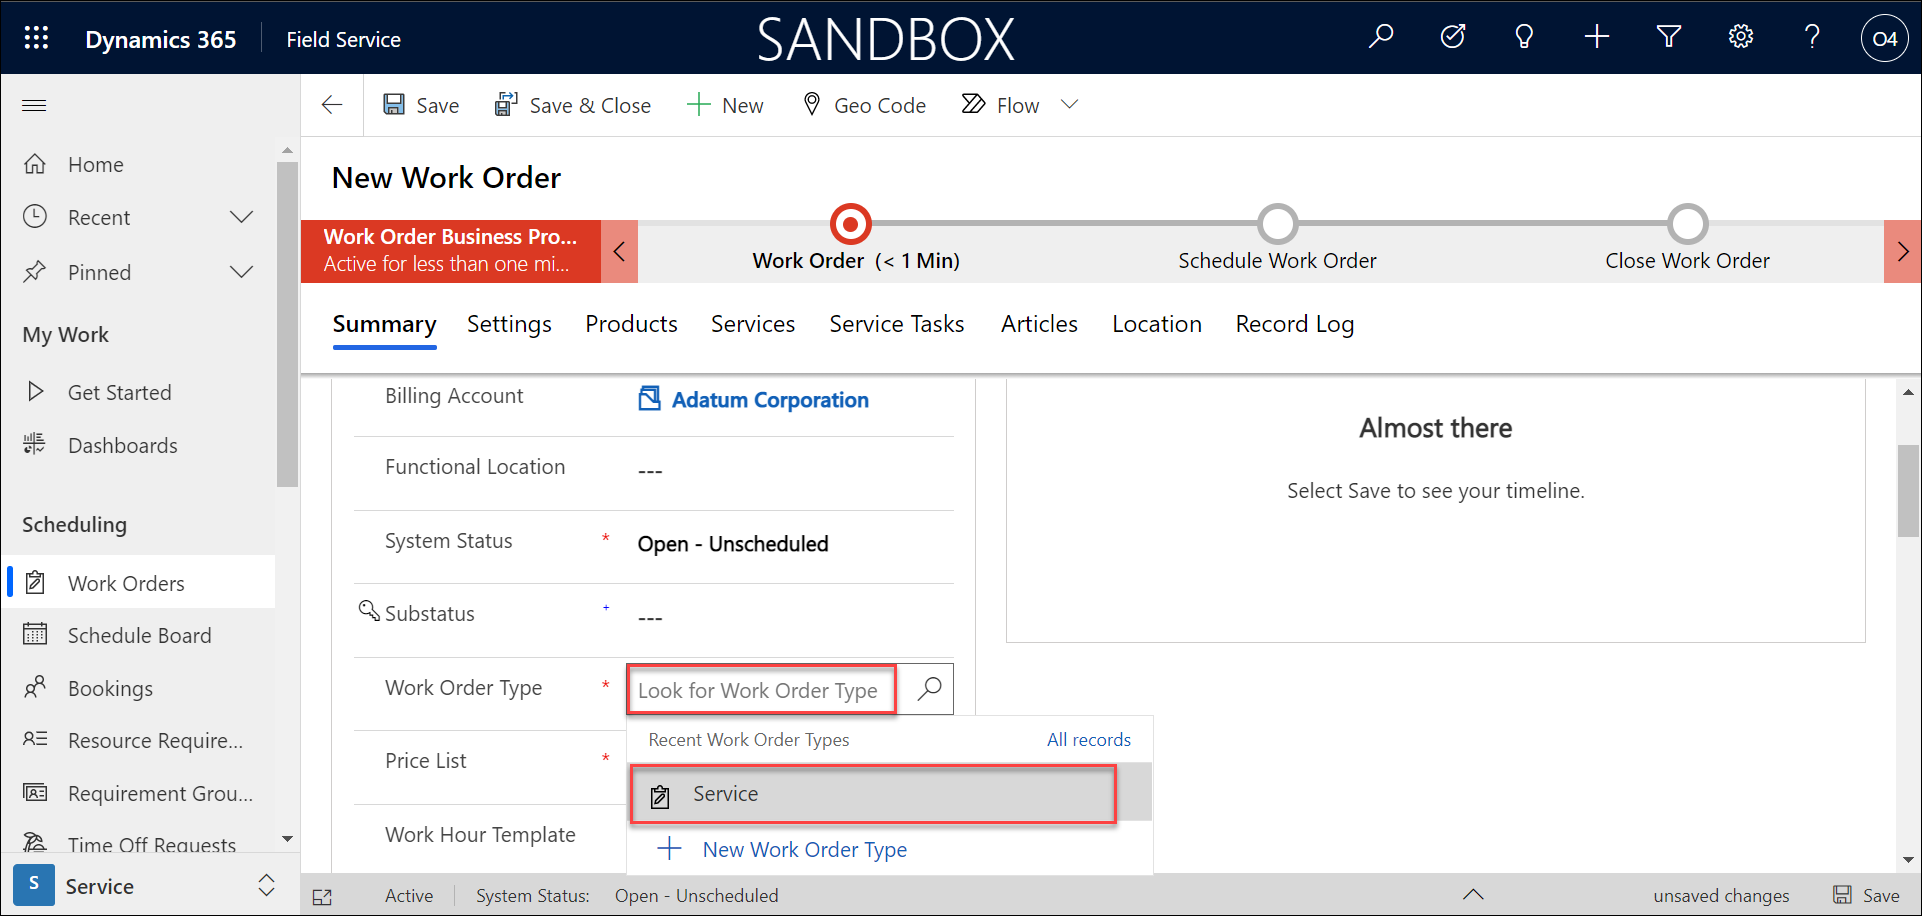 Dynamics 365
Field Service
SANDBOX
O4
Save
Save & Close
New
Geo Code
Flow
Home
Recent
Pinned
My Work
Get Started
Dashboards
Scheduling
Work Orders
Schedule Board
Bookings
Resource Require...
Requirement Grou...
Time Off Requests
S
Service
New Work Order
Work Order Business Pro...
Active for less than one mi...
Work Order (< 1 Min)
Schedule Work Order
Close Work Order
Summary
Settings
Products
Services
Service Tasks
Articles
Location
Record Log
Billing Account
Adatum Corporation
Functional Location
---
System Status *
Open - Unscheduled
Substatus +
---
Work Order Type *
Look for Work Order Type
Recent Work Order Types
All records
Service
New Work Order Type
Price List *
Work Hour Template
Almost there
Select Save to see your timeline.
Active
System Status:
Open - Unscheduled
unsaved changes
Save